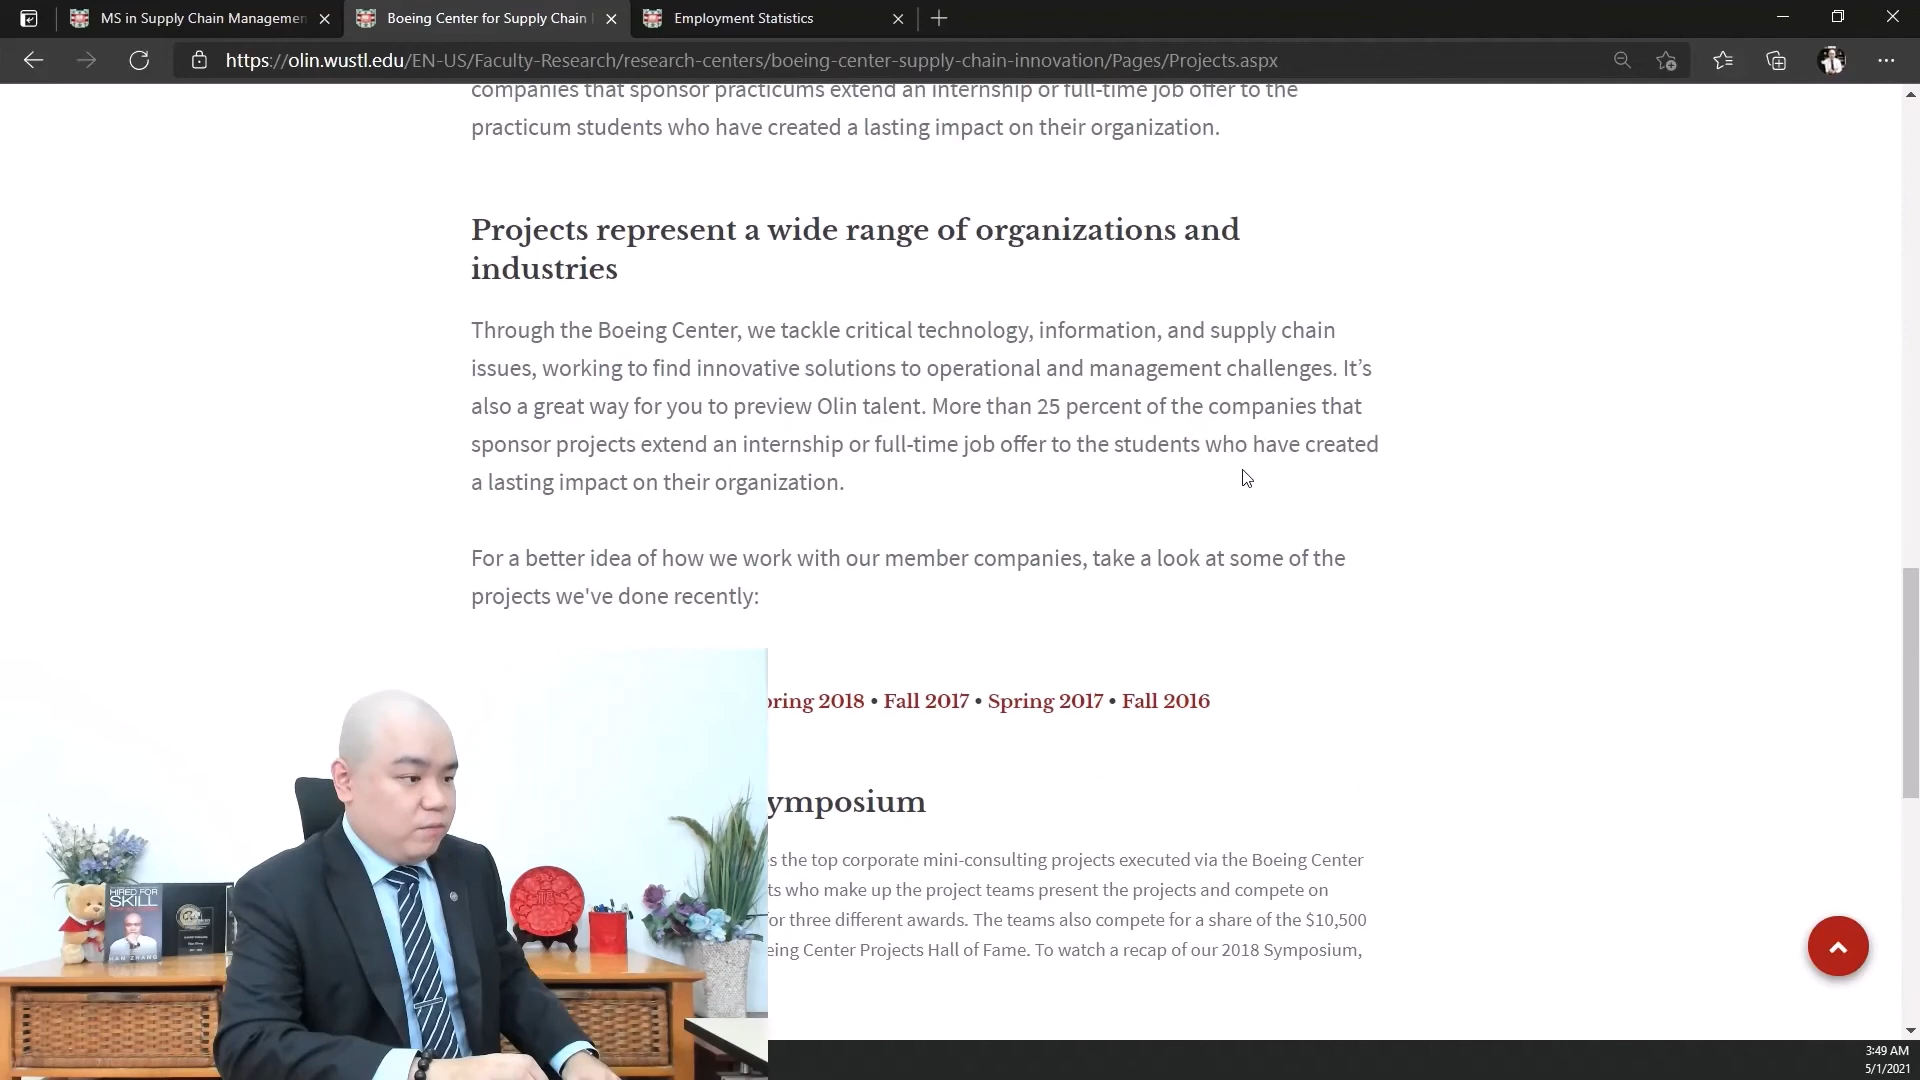 MS in Supply Chain Managemen
Boeing Center for Supply Chain
Employment Statistics
https://olin.wustl.edu/EN-US/Faculty-Research/research-centers/boeing-center-supply-chain-innovation/Pages/Projects.aspx
companies that sponsor practicums extend an internship or full-time job offer to the
practicum students who have created a lasting impact on their organization.
Projects represent a wide range of organizations and
industries
Through the Boeing Center, we tackle critical technology, information, and supply chain
issues, working to find innovative solutions to operational and management challenges. It’s
also a great way for you to preview Olin talent. More than 25 percent of the companies that
sponsor projects extend an internship or full-time job offer to the students who have created
a lasting impact on their organization.
For a better idea of how we work with our member companies, take a look at some of the
projects we've done recently:
pring 2018 • Fall 2017 • Spring 2017 • Fall 2016
ymposium
es the top corporate mini-consulting projects executed via the Boeing Center
ts who make up the project teams present the projects and compete on
or three different awards. The teams also compete for a share of the $10,500
eing Center Projects Hall of Fame. To watch a recap of our 2018 Symposium,
HIRED FOR
SKILL
HAN ZHANG
3:49 AM
5/1/2021